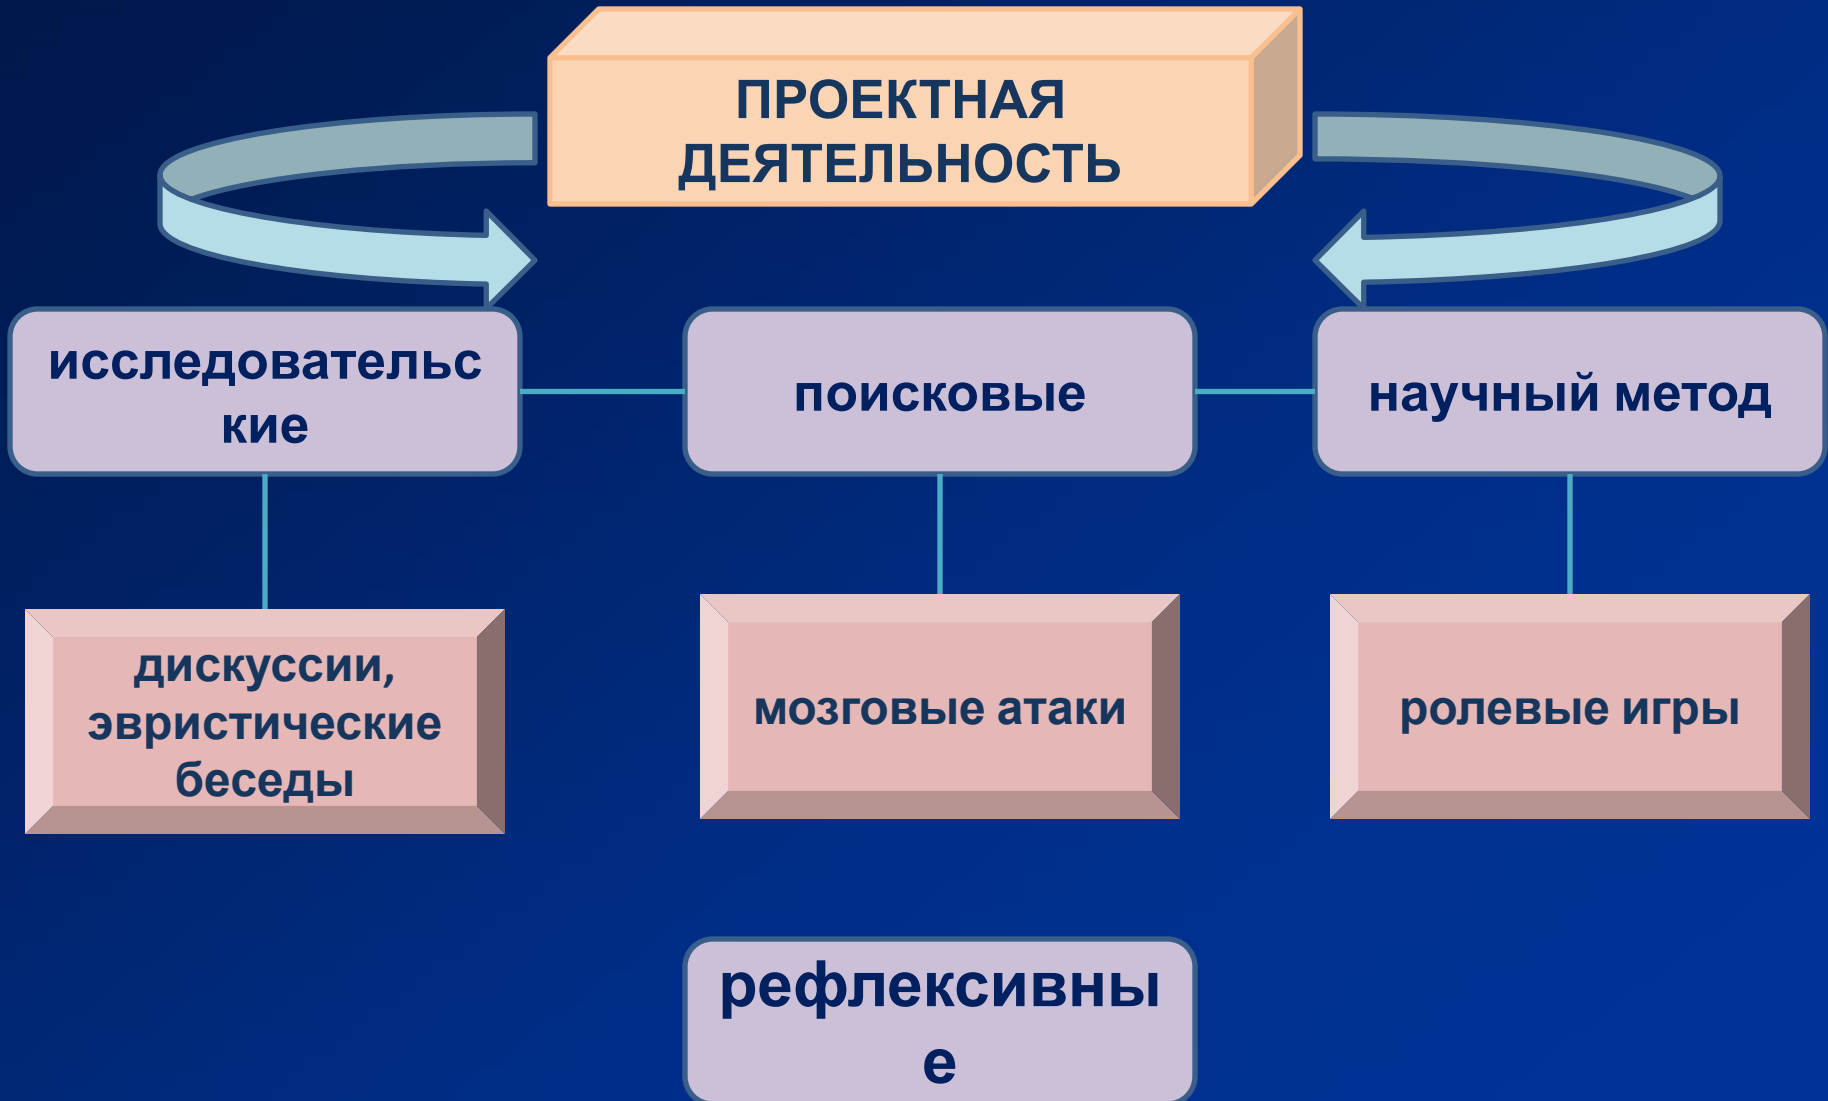 ПРОЕКТНАЯ
ДЕЯТЕЛЬНОСТЬ
исследовательс
кие
поисковые
научный метод
дискуссии,
эвристические
беседы
мозговые атаки
ролевые игры
рефлексивны
е